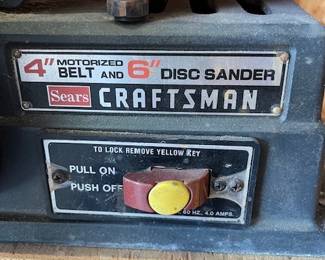 4" MOTORIZED BELT AND 6" DISC SANDER
Sears CRAFTSMAN
TO LOCK REMOVE YELLOW KEY
PULL ON
PUSH OFF
60 HZ. 4.0 AMPS.